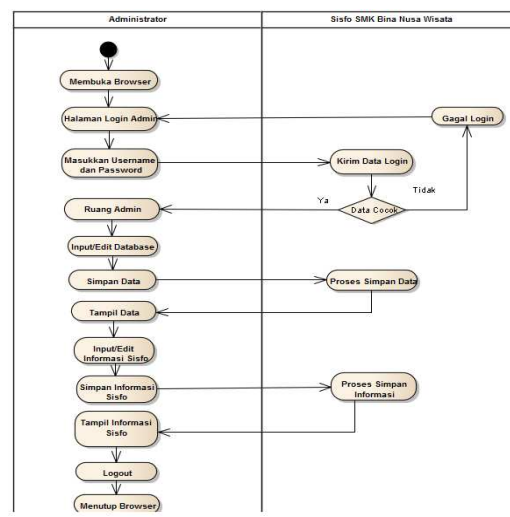 Administrator
Sisfo SMK Bina Nusa Wisata
Membuka Browser
Halaman Login Admin
Gagal Login
Masukkan Username
dan Password
Kirim Data Login
Tidak
Ya
Data Cocok
Ruang Admin
Input/Edit Database
Simpan Data
Proses Simpan Data
Tampil Data
Input/Edit
Informasi Sisfo
Simpan Informasi
Sisfo
Proses Simpan
Informasi
Tampil Informasi
Sisfo
Logout
Menutup Browser